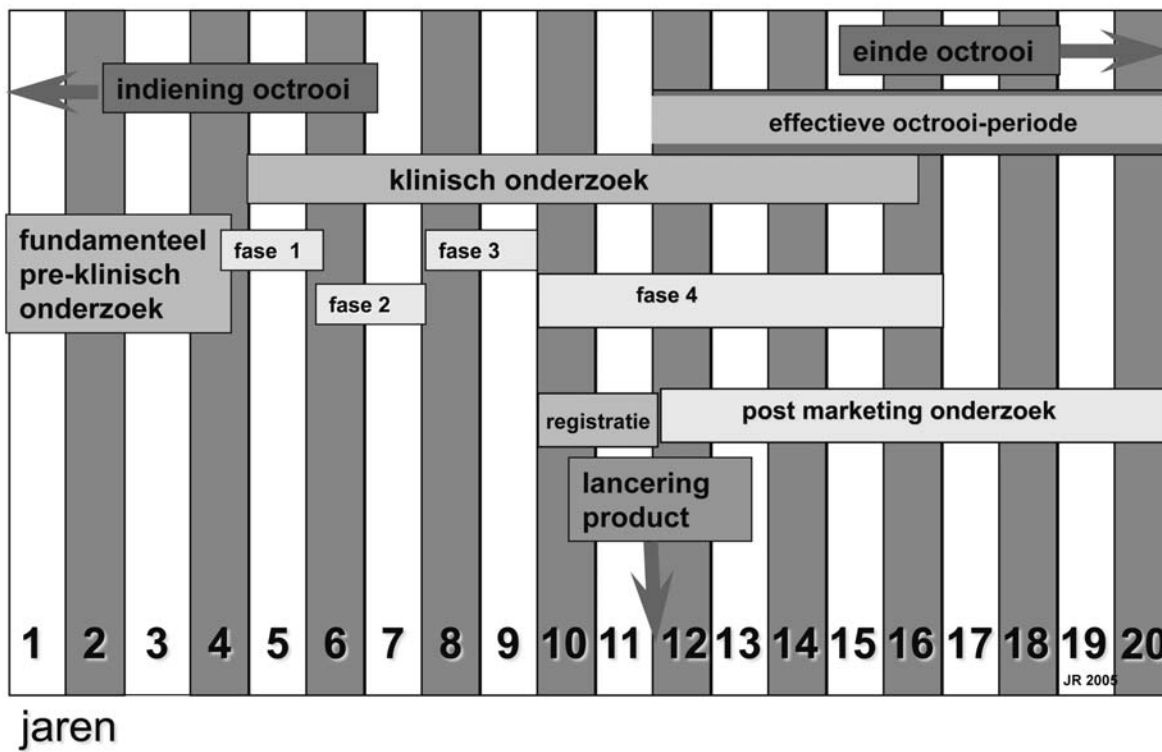 einde octrooi
indiening octrooi
effectieve octrooi-periode
klinisch onderzoek
fundamenteel
pre-klinisch
onderzoek
fase 1
fase 3
fase 2
fase 4
registratie
post marketing onderzoek
lancering
product
1 2 3 4 5 6 7 8 9 10 11 12 13 14 15 16 17 18 19 20
JR 2005
jaren